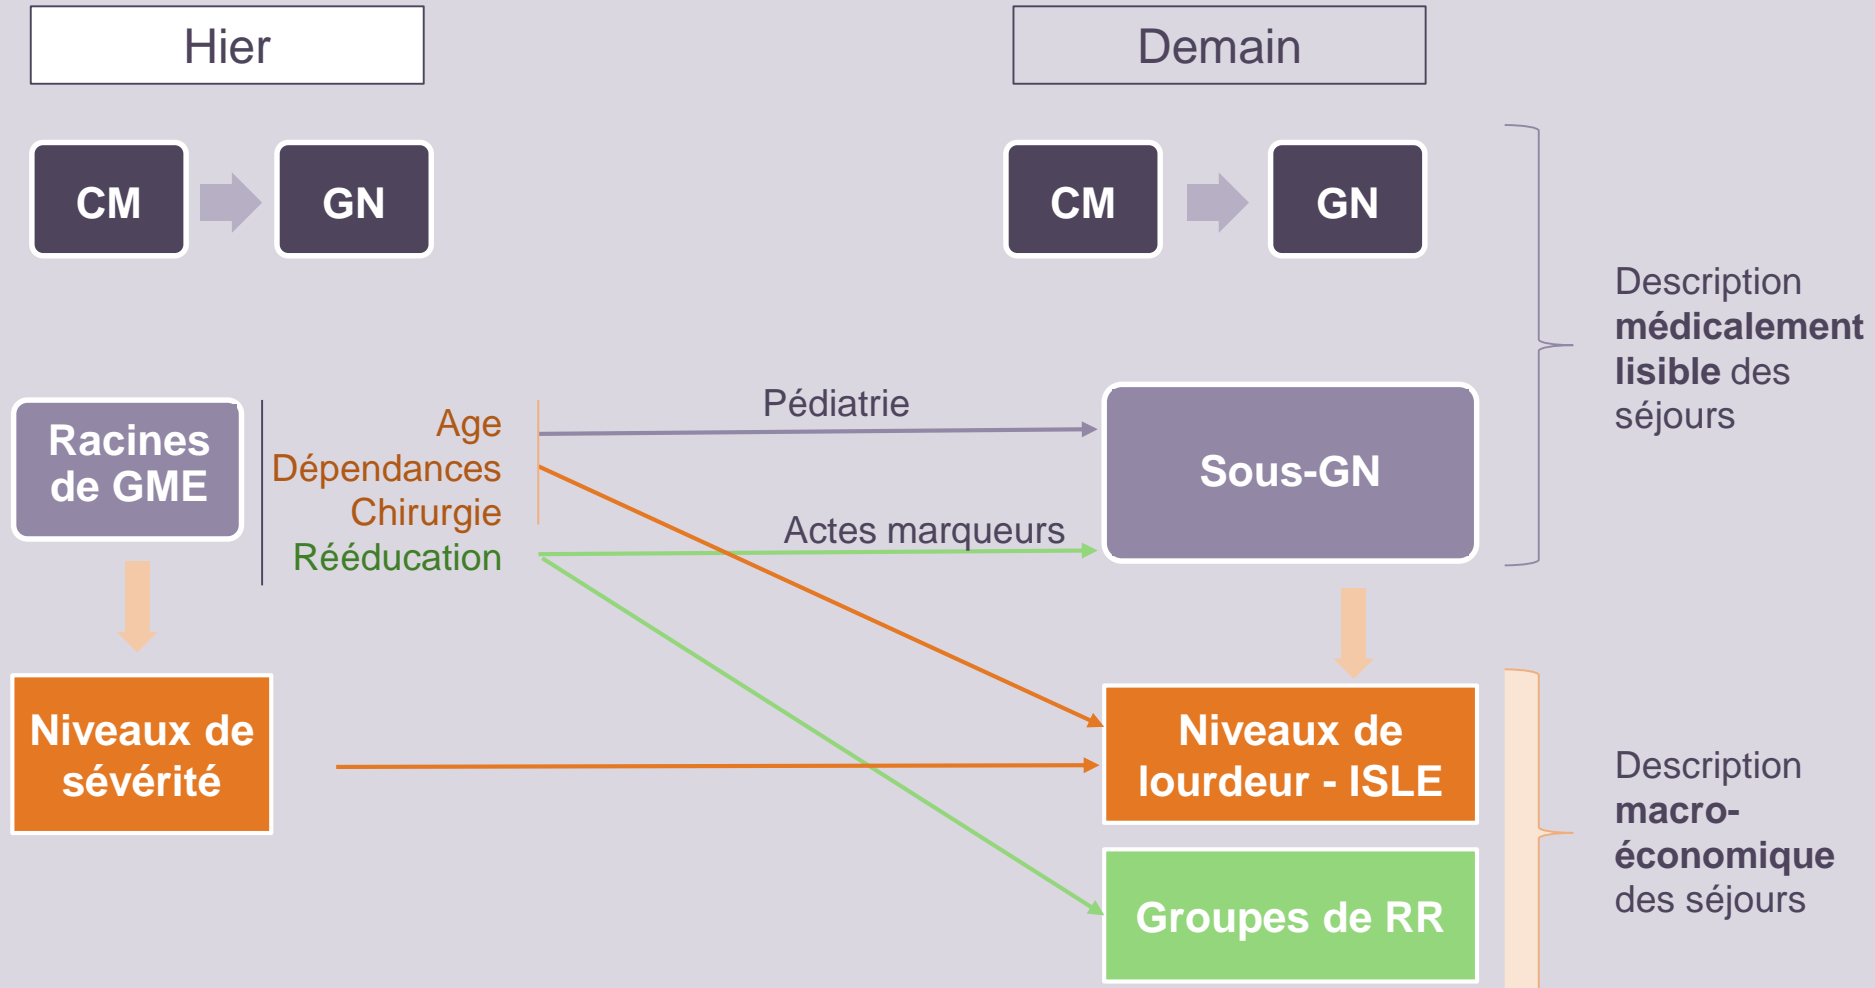 Hier
Demain
CM
GN
CM
GN
Description
médicalement
lisible des
séjours
Racines
de GME
Age
Dépendances
Chirurgie
Rééducation
Pédiatrie
Actes marqueurs
Sous-GN
Niveaux de
sévérité
Niveaux de
lourdeur - ISLE
Groupes de RR
Description
macro-
économique
des séjours